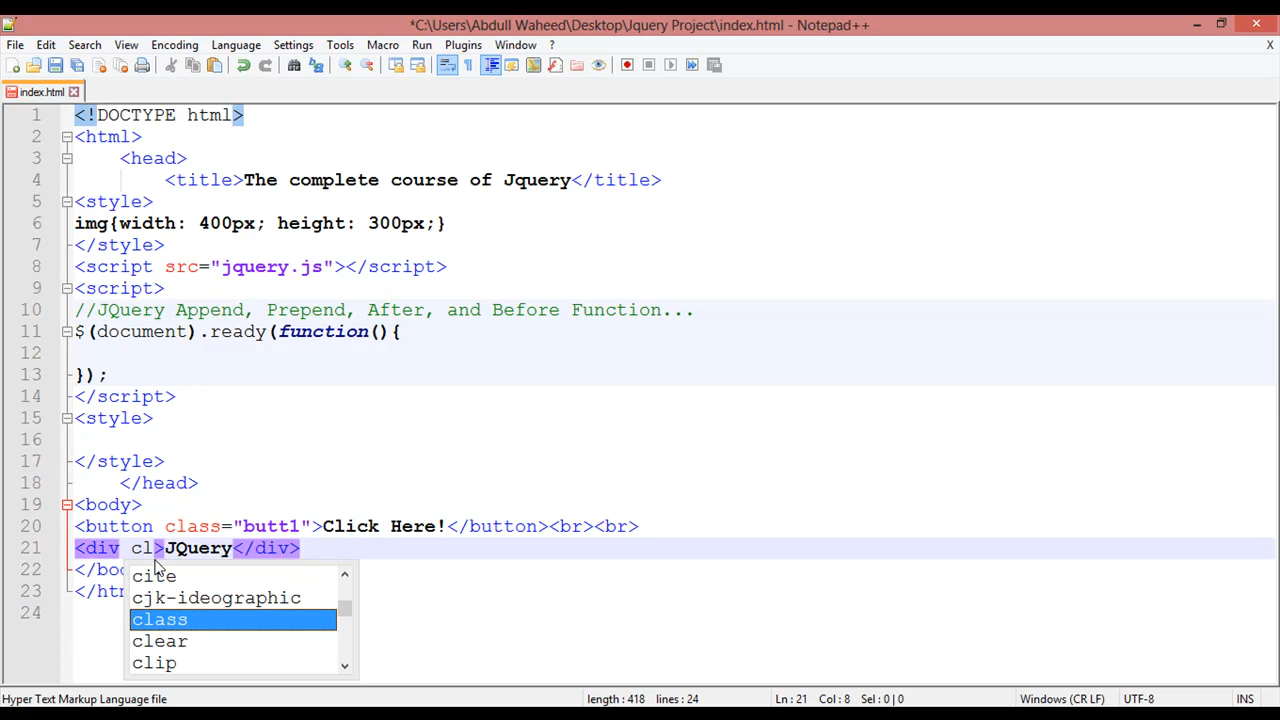 *C:\Users\Abdull Waheed\Desktop\Jquery Project\index.html - Notepad++
File Edit Search View Encoding Language Settings Tools Macro Run Plugins Window ? X
index.html
1 <!DOCTYPE html>
2 <html>
3 <head>
4 <title>The complete course of Jquery</title>
5 <style>
6 img{width: 400px; height: 300px;}
7 </style>
8 <script src="jquery.js"></script>
9 <script>
10 //JQuery Append, Prepend, After, and Before Function...
11 $(document).ready(function(){
12
13 });
14 </script>
15 <style>
16
17 </style>
18 </head>
19 <body>
20 <button class="butt1">Click Here!</button><br><br>
21 <div cl>JQuery</div>
22 </bo
23 </ht
24
cite
cjk-ideographic
class
clear
clip
Hyper Text Markup Language file length : 418 lines : 24 Ln : 21 Col : 8 Sel : 0 | 0 Windows (CR LF) UTF-8 INS